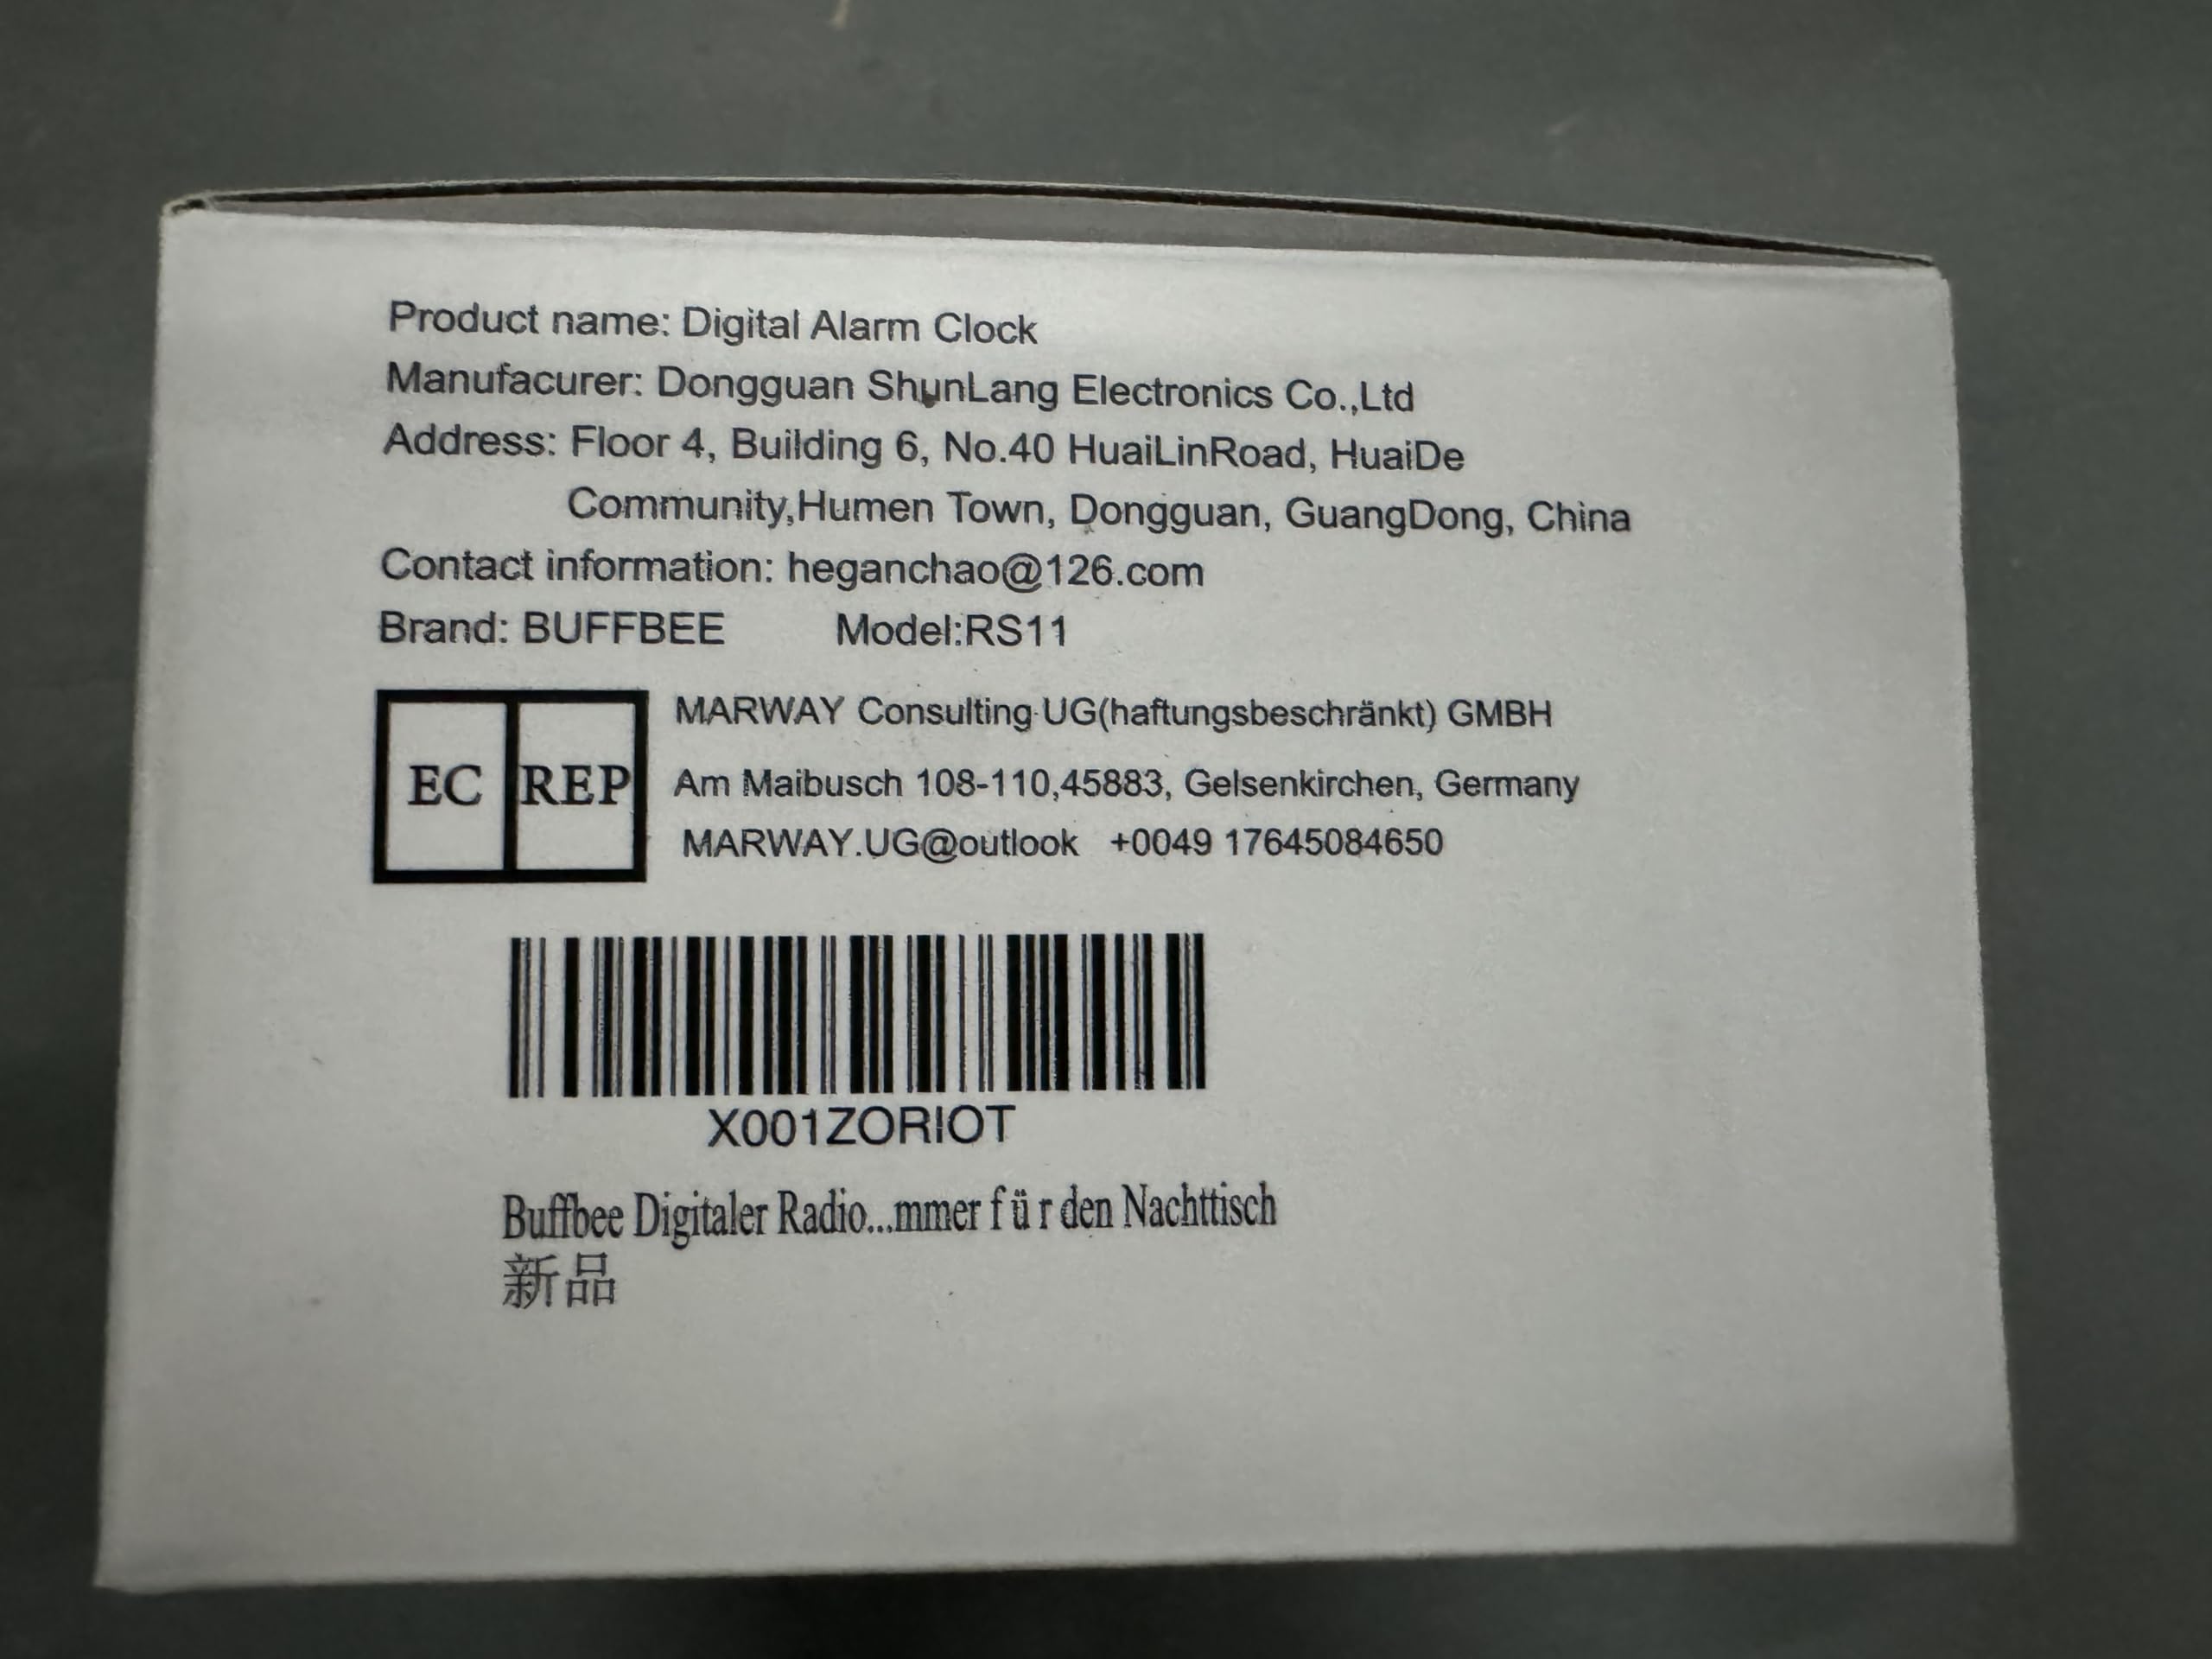 Product name: Digital Alarm Clock
Manufacurer: Dongguan ShunLang Electronics Co.,Ltd
Address: Floor 4, Building 6, No.40 HuaiLinRoad, HuaiDe
Community,Humen Town, Dongguan, GuangDong, China
Contact information: heganchao@126.com
Brand: BUFFBEE Model:RS11
MARWAY Consulting UG(haftungsbeschränkt) GMBH
EC REP Am Maibusch 108-110,45883, Gelsenkirchen, Germany
MARWAY.UG@outlook +0049 17645084650
X001ZORIOT
Buffbee Digitaler Radio...mmer f ü r den Nachttisch
新品